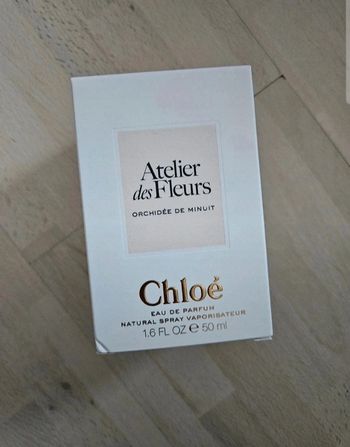 Atelier
des Fleurs
ORCHIDÉE DE MINUIT
Chloé
EAU DE PARFUM
NATURAL SPRAY VAPORISATEUR
1.6 FL OZ ℮ 50 ml